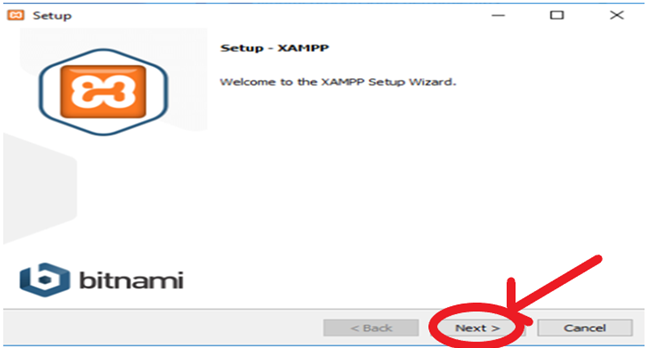 Setup
Setup - XAMPP
Welcome to the XAMPP Setup Wizard.
bitnami
< Back
Next >
Cancel